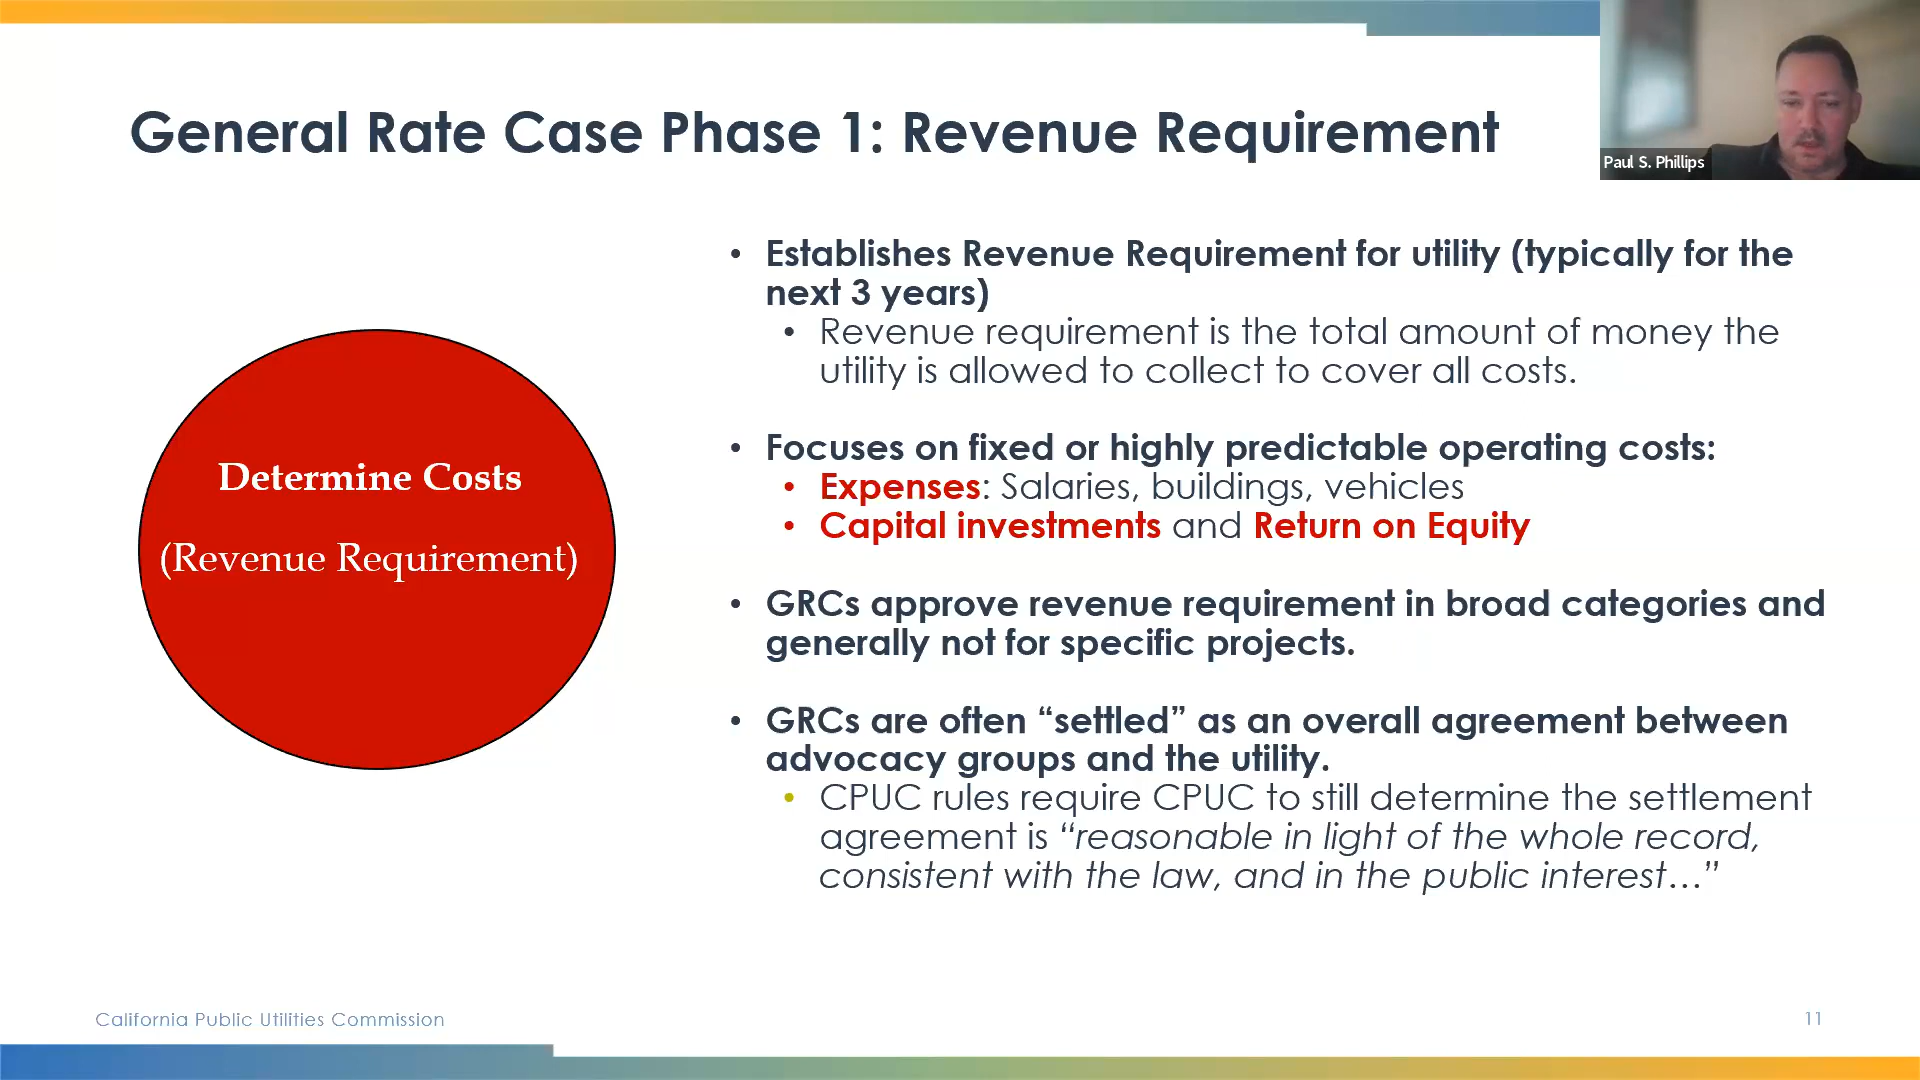 General Rate Case Phase 1: Revenue Requirement
Paul S. Phillips
Determine Costs
(Revenue Requirement)
• Establishes Revenue Requirement for utility (typically for the
next 3 years)
• Revenue requirement is the total amount of money the
utility is allowed to collect to cover all costs.
• Focuses on fixed or highly predictable operating costs:
• Expenses: Salaries, buildings, vehicles
• Capital investments and Return on Equity
• GRCs approve revenue requirement in broad categories and
generally not for specific projects.
• GRCs are often “settled” as an overall agreement between
advocacy groups and the utility.
• CPUC rules require CPUC to still determine the settlement
agreement is “reasonable in light of the whole record,
consistent with the law, and in the public interest…”
California Public Utilities Commission
11